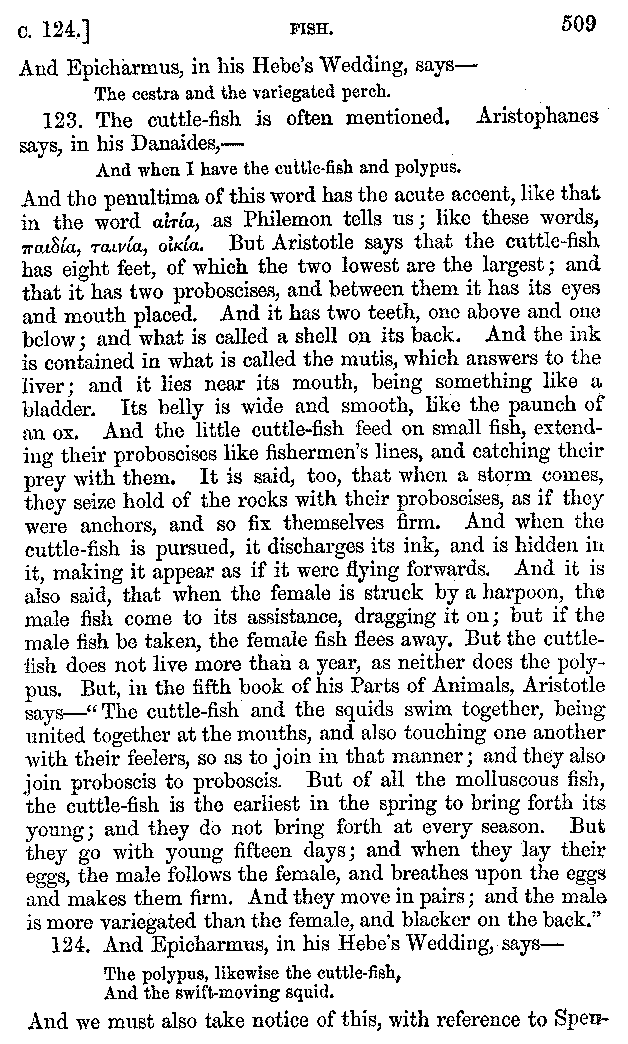 c. 124.] FISH. 509
And Epicharmus, in his Hebe's Wedding, says—
The cestra and the variegated perch.
123. The cuttle-fish is often mentioned. Aristophanes
says, in his Danaides,—
And when I have the cuttle-fish and polypus.
And the penultima of this word has the acute accent, like that
in the word αἰτία, as Philemon tells us; like these words,
παιδία, ταινία, οἰκία. But Aristotle says that the cuttle-fish
has eight feet, of which the two lowest are the largest; and
that it has two proboscises, and between them it has its eyes
and mouth placed. And it has two teeth, one above and one
below; and what is called a shell on its back. And the ink
is contained in what is called the mutis, which answers to the
liver; and it lies near its mouth, being something like a
bladder. Its belly is wide and smooth, like the paunch of
an ox. And the little cuttle-fish feed on small fish, extend-
ing their proboscises like fishermen's lines, and catching their
prey with them. It is said, too, that when a storm comes,
they seize hold of the rocks with their proboscises, as if they
were anchors, and so fix themselves firm. And when the
cuttle-fish is pursued, it discharges its ink, and is hidden in
it, making it appear as if it were flying forwards. And it is
also said, that when the female is struck by a harpoon, the
male fish come to its assistance, dragging it on; but if the
male fish be taken, the female fish flees away. But the cuttle-
fish does not live more than a year, as neither does the poly-
pus. But, in the fifth book of his Parts of Animals, Aristotle
says—“The cuttle-fish and the squids swim together, being
united together at the mouths, and also touching one another
with their feelers, so as to join in that manner; and they also
join proboscis to proboscis. But of all the molluscous fish,
the cuttle-fish is the earliest in the spring to bring forth its
young; and they do not bring forth at every season. But
they go with young fifteen days; and when they lay their
eggs, the male follows the female, and breathes upon the eggs
and makes them firm. And they move in pairs; and the male
is more variegated than the female, and blacker on the back.”
124. And Epicharmus, in his Hebe's Wedding, says—
The polypus, likewise the cuttle-fish,
And the swift-moving squid.
And we must also take notice of this, with reference to Speu-